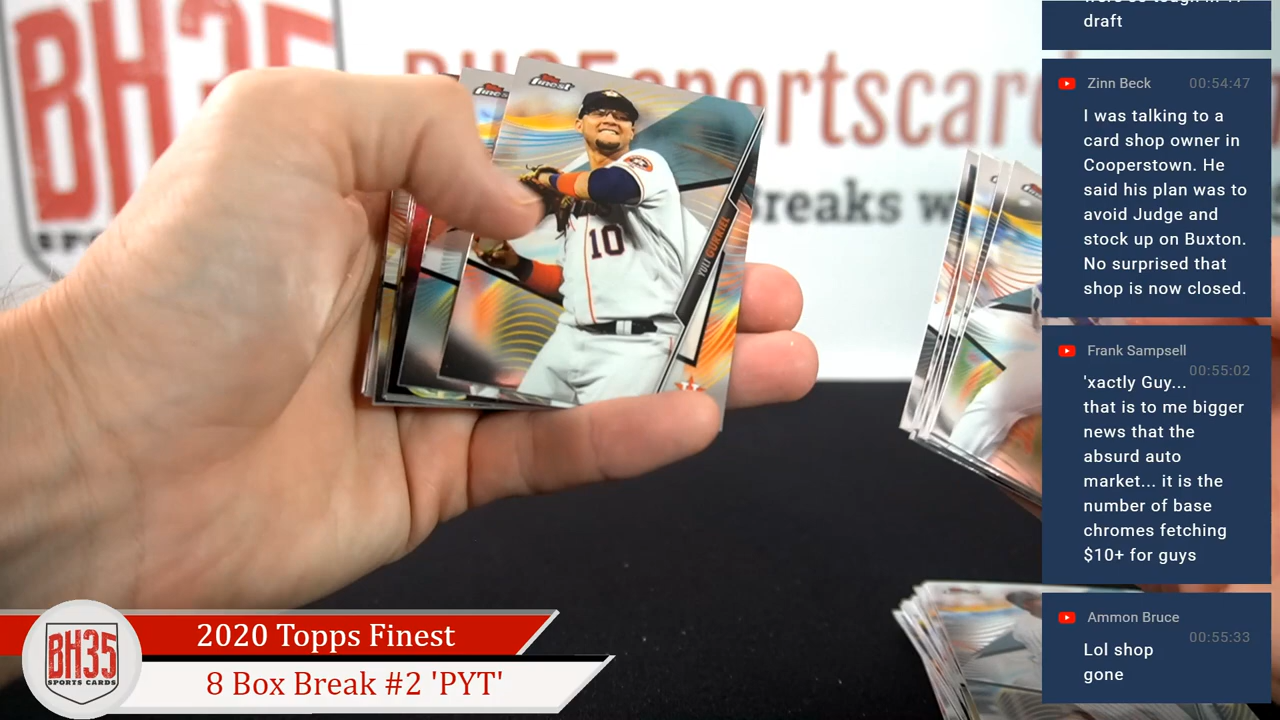 BH35
BH35sportscar
Breaks w
finest
finest
10
YULI GURRIEL
draft
Zinn Beck 00:54:47
I was talking to a
card shop owner in
Cooperstown. He
said his plan was to
avoid Judge and
stock up on Buxton.
No surprised that
shop is now closed.
Frank Sampsell
00:55:02
'xactly Guy...
that is to me bigger
news that the
absurd auto
market... it is the
number of base
chromes fetching
$10+ for guys
Ammon Bruce
00:55:33
Lol shop
gone
BH35
SPORTS CARDS
2020 Topps Finest
8 Box Break #2 'PYT'